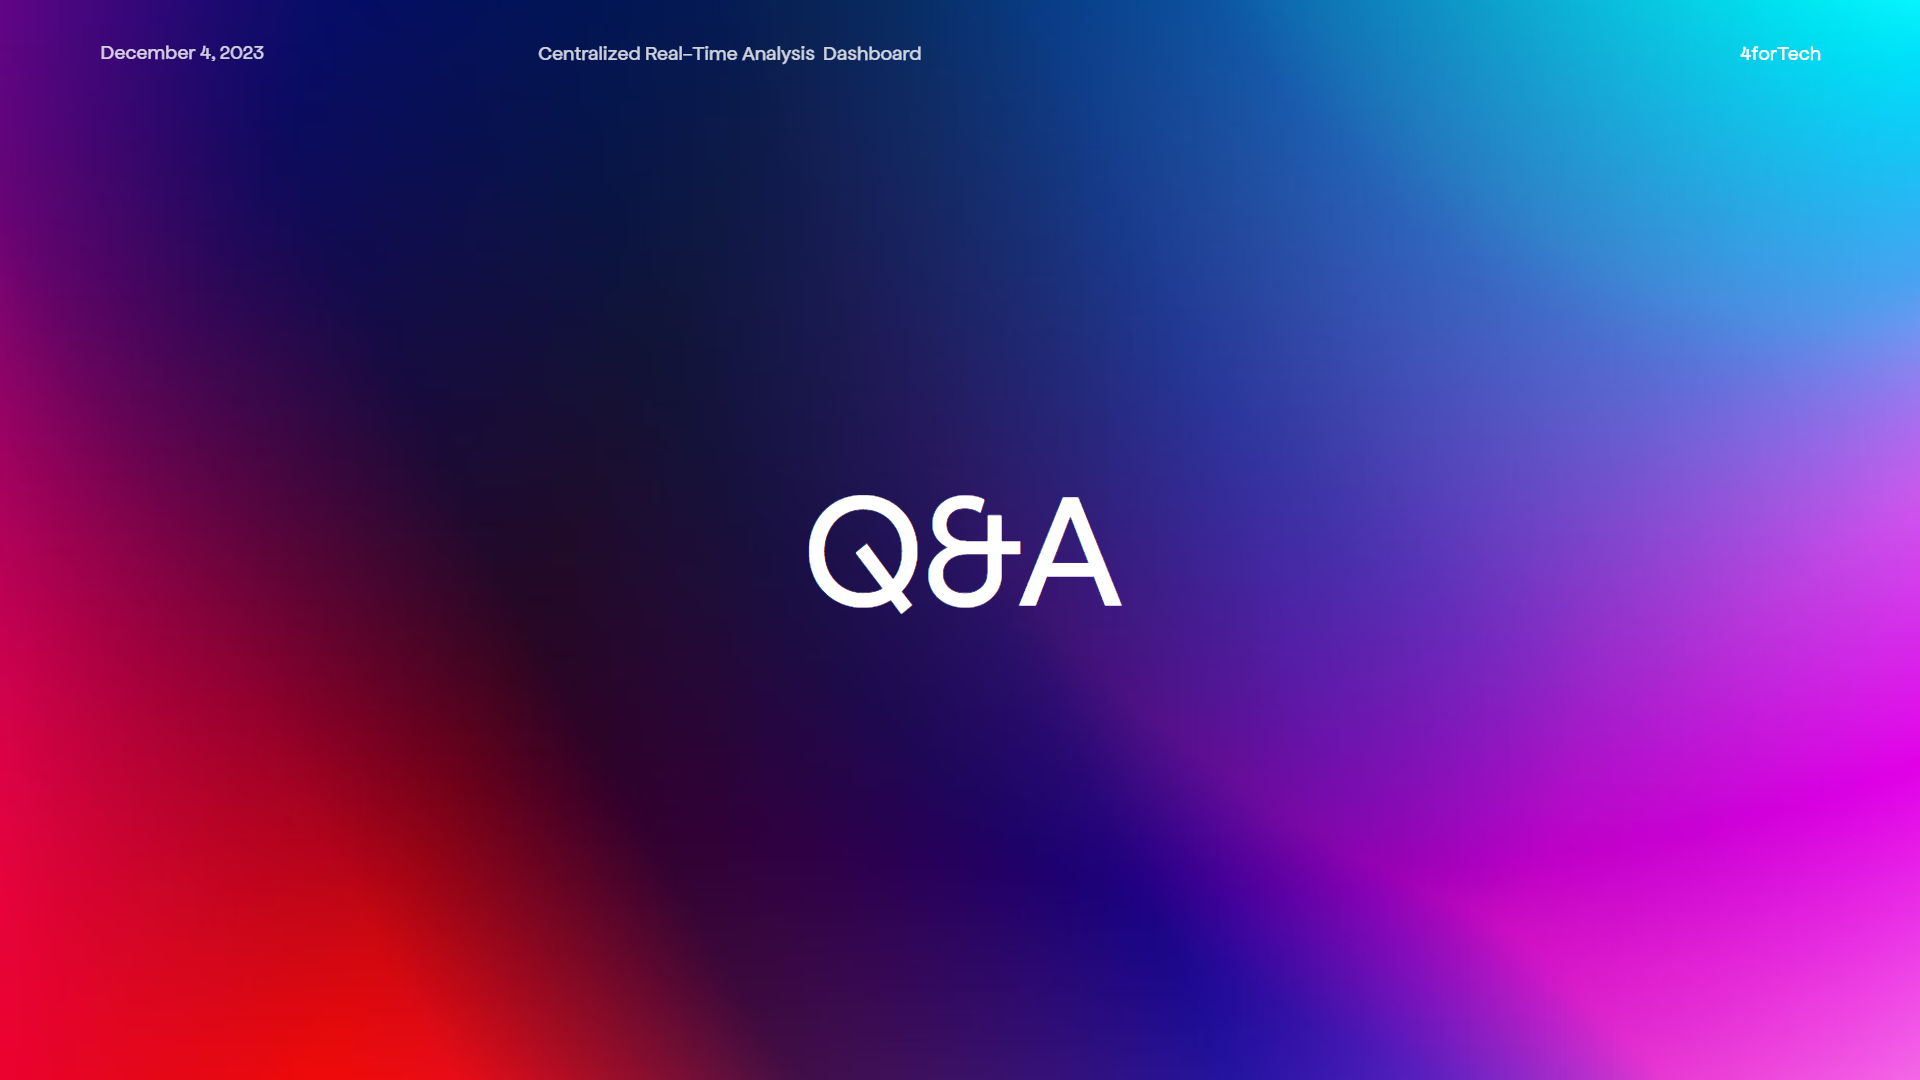 December 4, 2023
Centralized Real-Time Analysis Dashboard
4forTech
Q&A